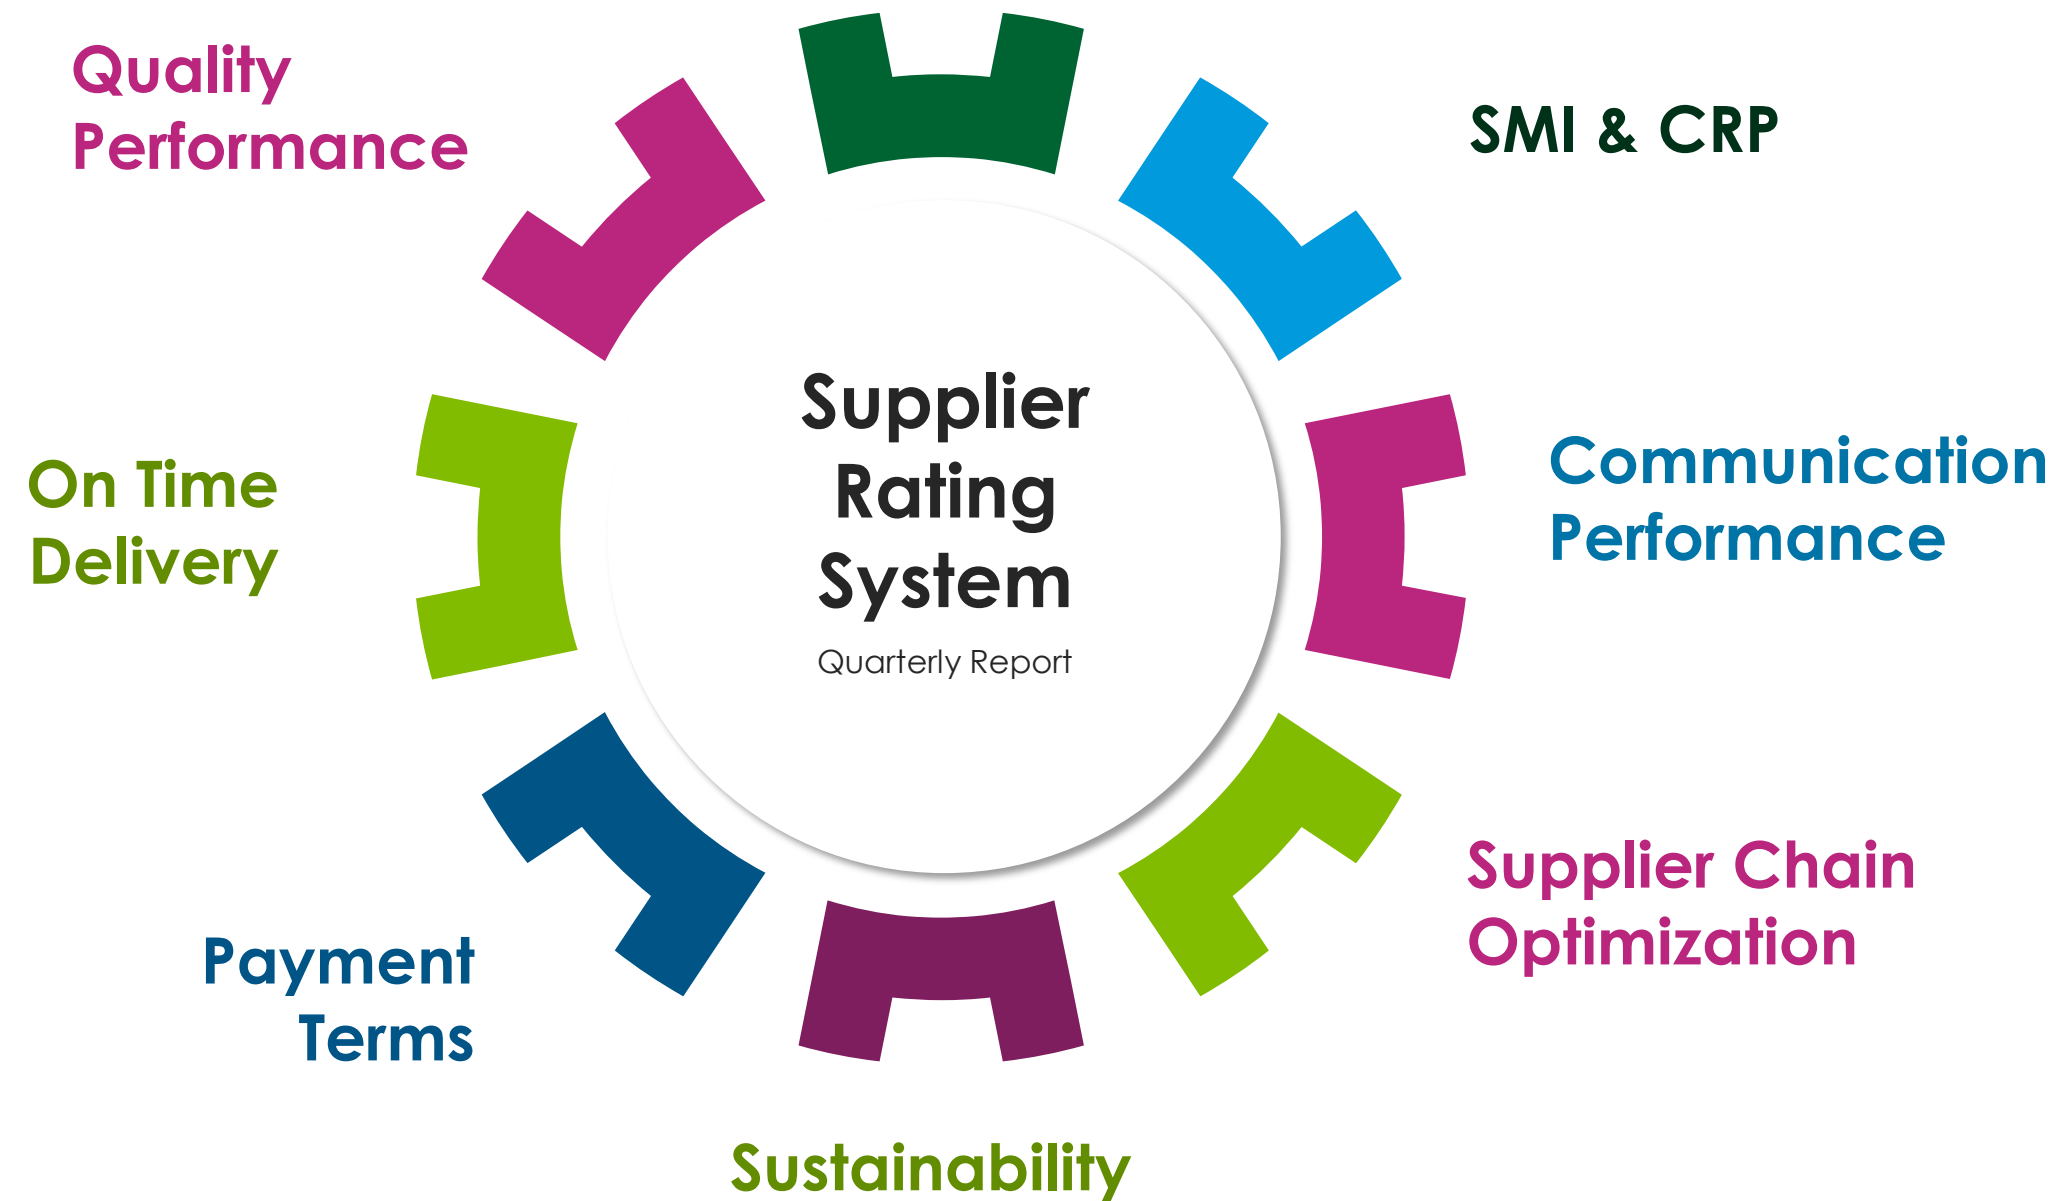 Quality
Performance
SMI & CRP
Supplier
Rating
System
Quarterly Report
On Time
Delivery
Communication
Performance
Payment
Terms
Supplier Chain
Optimization
Sustainability